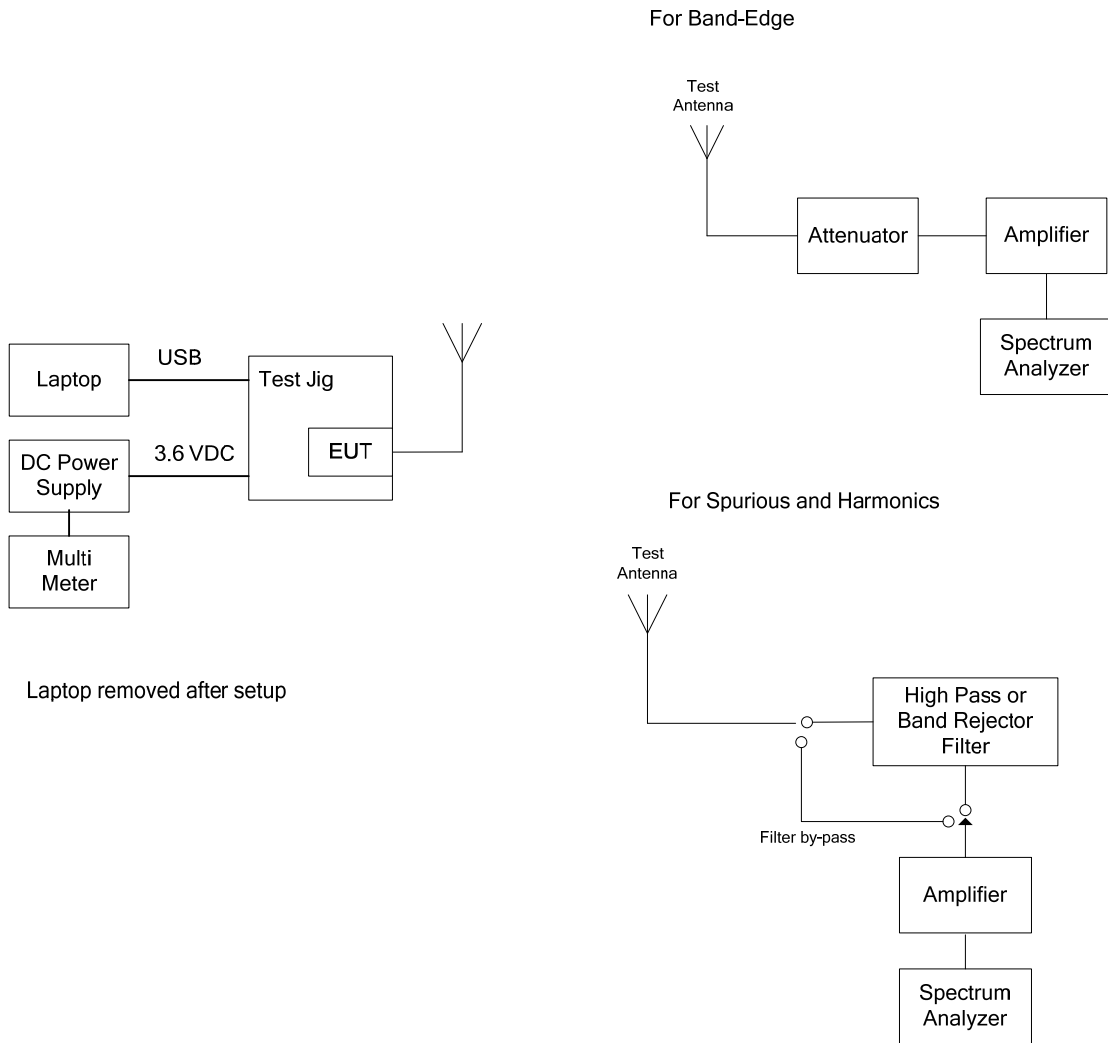 For Band-Edge
Test
Antenna
Attenuator
Amplifier
Spectrum
Analyzer
Laptop
USB
Test Jig
EUT
3.6 VDC
DC Power
Supply
Multi
Meter
Laptop removed after setup
For Spurious and Harmonics
Test
Antenna
High Pass or
Band Rejector
Filter
Filter by-pass
Amplifier
Spectrum
Analyzer